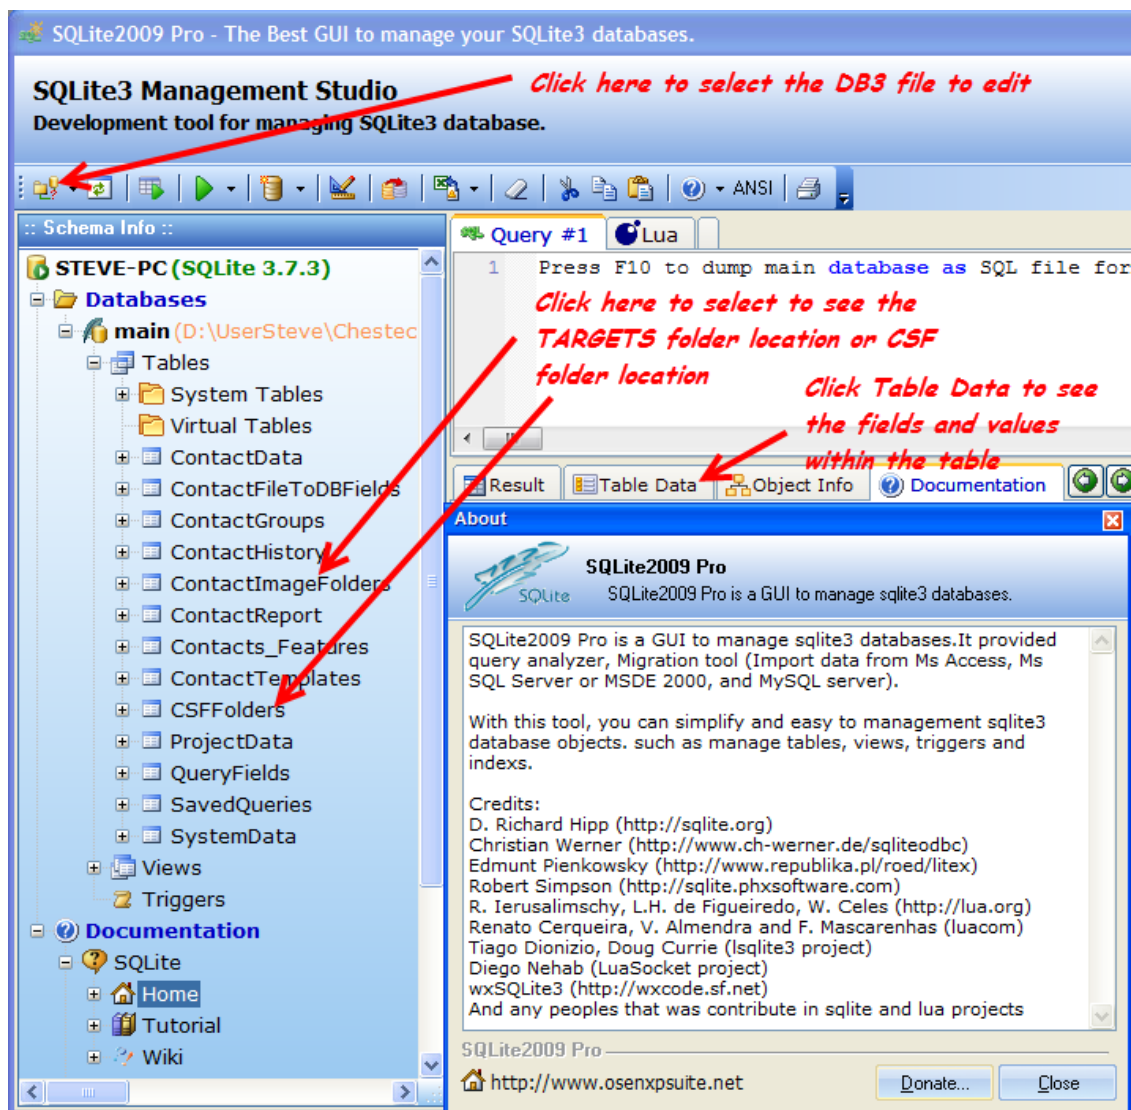 SQLite2009 Pro - The Best GUI to manage your SQLite3 databases.
SQLite3 Management Studio
Development tool for managing SQLite3 database.
Click here to select the DB3 file to edit
ANSI
:: Schema Info ::
STEVE-PC (SQLite 3.7.3)
Databases
main (D:\UserSteve\Chestec
Tables
System Tables
Virtual Tables
ContactData
ContactFileToDBFields
ContactGroups
ContactHistory
ContactImageFolders
ContactReport
Contacts_Features
ContactTemplates
CSFFolders
ProjectData
QueryFields
SavedQueries
SystemData
Views
Triggers
Documentation
SQLite
Home
Tutorial
Wiki
Query #1
Lua
1 Press F10 to dump main database as SQL file for
Click here to select to see the
TARGETS folder location or CSF
folder location
Click Table Data to see
the fields and values
within the table
Result
Table Data
Object Info
Documentation
About
SQLite2009 Pro
SQLite2009 Pro is a GUI to manage sqlite3 databases.
SQLite
SQLite2009 Pro is a GUI to manage sqlite3 databases.It provided
query analyzer, Migration tool (Import data from Ms Access, Ms
SQL Server or MSDE 2000, and MySQL server).
With this tool, you can simplify and easy to management sqlite3
database objects. such as manage tables, views, triggers and
indexs.
Credits:
D. Richard Hipp (http://sqlite.org)
Christian Werner (http://www.ch-werner.de/sqliteodbc)
Edmunt Pienkowsky (http://www.republika.pl/roed/litex)
Robert Simpson (http://sqlite.phxsoftware.com)
R. Ierusalimschy, L.H. de Figueiredo, W. Celes (http://lua.org)
Renato Cerqueira, V. Almendra and F. Mascarenhas (luacom)
Tiago Dionizio, Doug Currie (lsqlite3 project)
Diego Nehab (LuaSocket project)
wxSQLite3 (http://wxcode.sf.net)
And any peoples that was contribute in sqlite and lua projects
SQLite2009 Pro
http://www.osenxpsuite.net
Donate...
Close